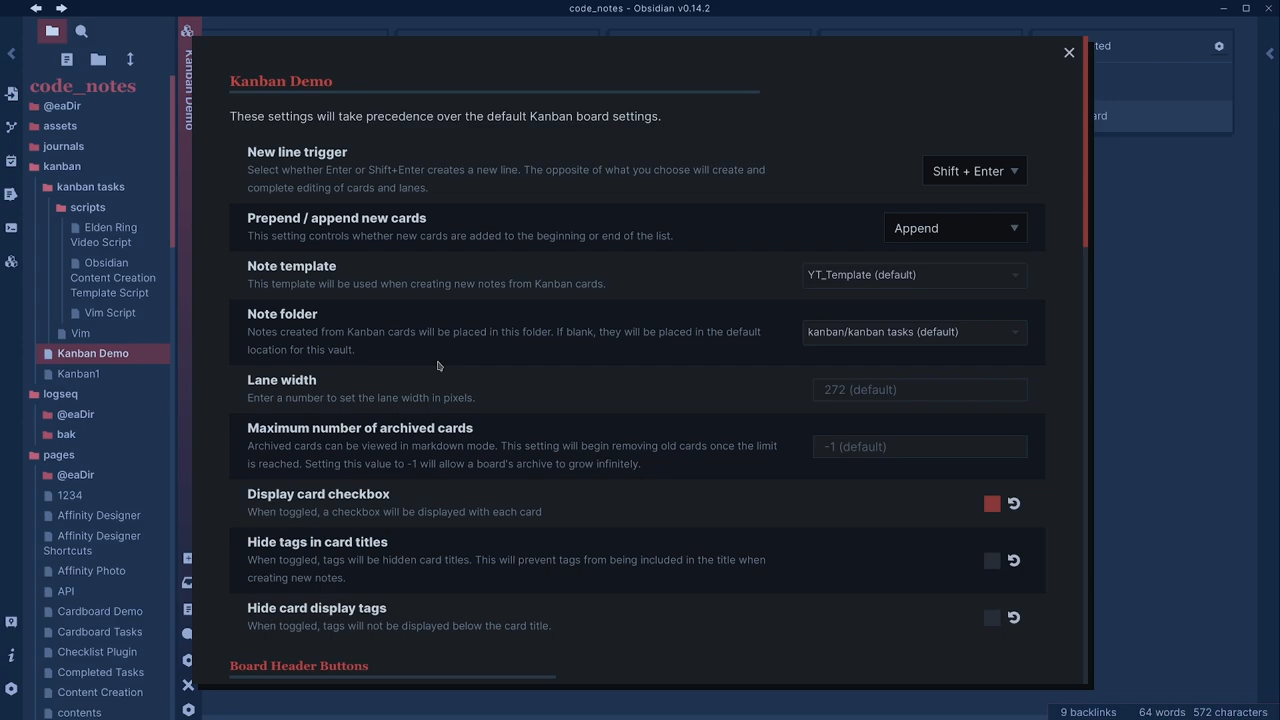 code_notes - Obsidian v0.14.2
code_notes
@eaDir
assets
journals
kanban
kanban tasks
scripts
Elden Ring
Video Script
Obsidian
Content Creation
Template Script
Vim Script
Vim
Kanban Demo
Kanban1
logseq
@eaDir
bak
pages
@eaDir
1234
Affinity Designer
Affinity Designer
Shortcuts
Affinity Photo
API
Cardboard Demo
Cardboard Tasks
Checklist Plugin
Completed Tasks
Content Creation
contents
Kanban Demo
Kanban Demo
These settings will take precedence over the default Kanban board settings.
New line trigger
Select whether Enter or Shift+Enter creates a new line. The opposite of what you choose will create and
complete editing of cards and lanes.
Shift + Enter
Prepend / append new cards
This setting controls whether new cards are added to the beginning or end of the list.
Append
Note template
This template will be used when creating new notes from Kanban cards.
YT_Template (default)
Note folder
Notes created from Kanban cards will be placed in this folder. If blank, they will be placed in the default
location for this vault.
kanban/kanban tasks (default)
Lane width
Enter a number to set the lane width in pixels.
272 (default)
Maximum number of archived cards
Archived cards can be viewed in markdown mode. This setting will begin removing old cards once the limit
is reached. Setting this value to -1 will allow a board's archive to grow infinitely.
-1 (default)
Display card checkbox
When toggled, a checkbox will be displayed with each card
Hide tags in card titles
When toggled, tags will be hidden card titles. This will prevent tags from being included in the title when
creating new notes.
Hide card display tags
When toggled, tags will not be displayed below the card title.
Board Header Buttons
ted
ard
9 backlinks 64 words 572 characters